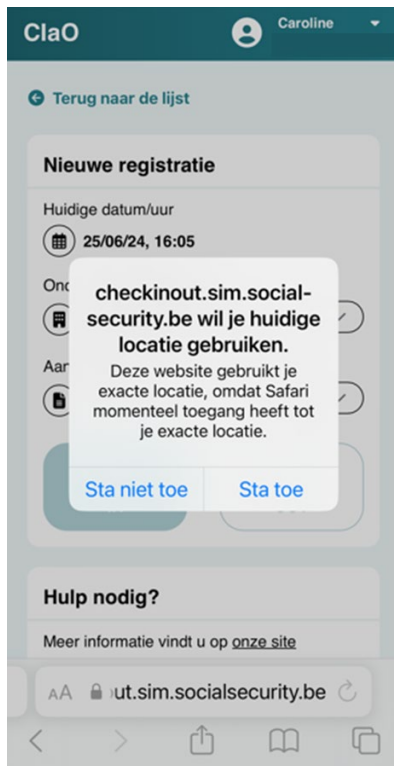 CIaO
Caroline
Terug naar de lijst
Nieuwe registratie
Huidige datum/uur
25/06/24, 16:05
checkinout.sim.social-
security.be wil je huidige
locatie gebruiken.
Deze website gebruikt je
exacte locatie, omdat Safari
momenteel toegang heeft tot
je exacte locatie.
Sta niet toe
Sta toe
Hulp nodig?
Meer informatie vindt u op onze site
AA
ut.sim.socialsecurity.be